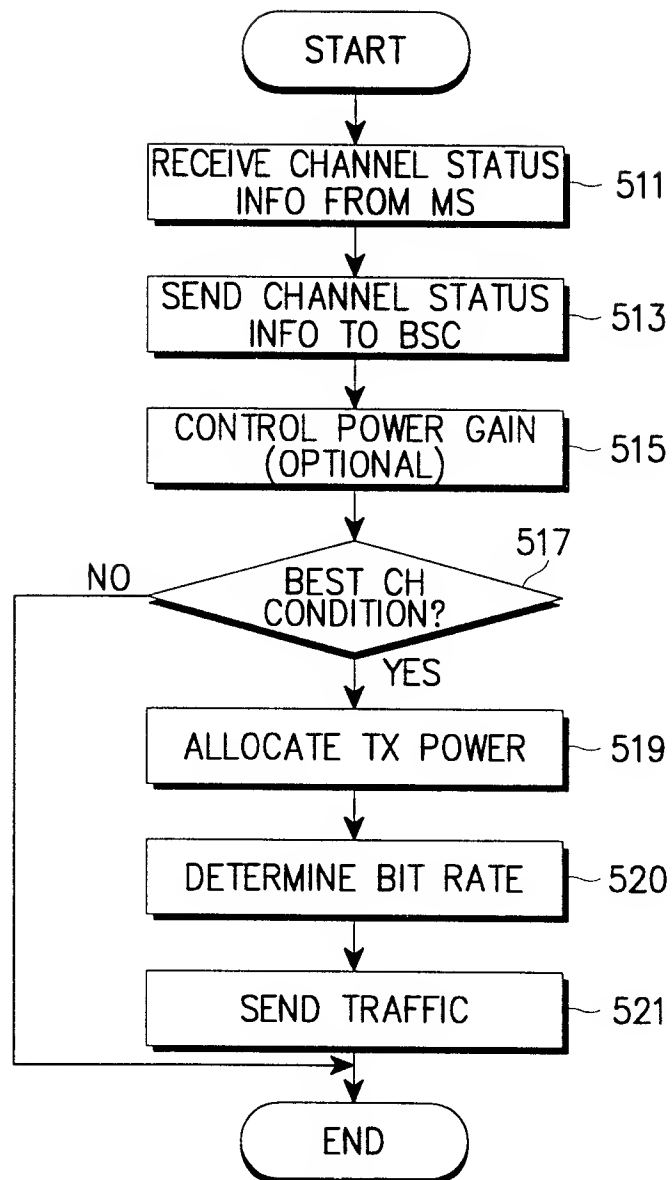 START
RECEIVE CHANNEL STATUS
INFO FROM MS
511
SEND CHANNEL STATUS
INFO TO BSC
513
CONTROL POWER GAIN
(OPTIONAL)
515
517
NO
BEST CH
CONDITION?
YES
ALLOCATE TX POWER
519
DETERMINE BIT RATE
520
SEND TRAFFIC
521
END